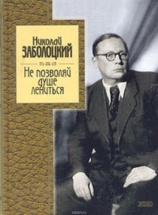 Николай
Заболоцкий
Не позволяй
душе
лениться